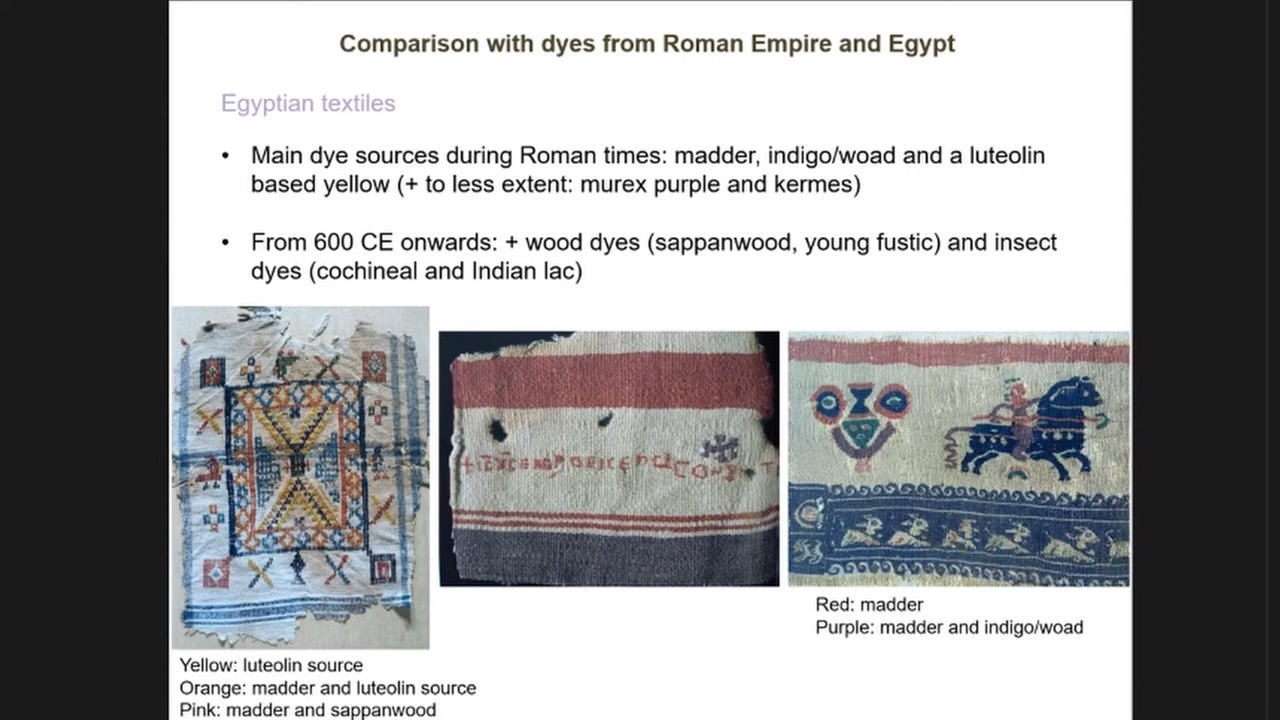 Comparison with dyes from Roman Empire and Egypt
Egyptian textiles
• Main dye sources during Roman times: madder, indigo/woad and a luteolin
based yellow (+ to less extent: murex purple and kermes)
• From 600 CE onwards: + wood dyes (sappanwood, young fustic) and insect
dyes (cochineal and Indian lac)
Red: madder
Purple: madder and indigo/woad
Yellow: luteolin source
Orange: madder and luteolin source
Pink: madder and sappanwood